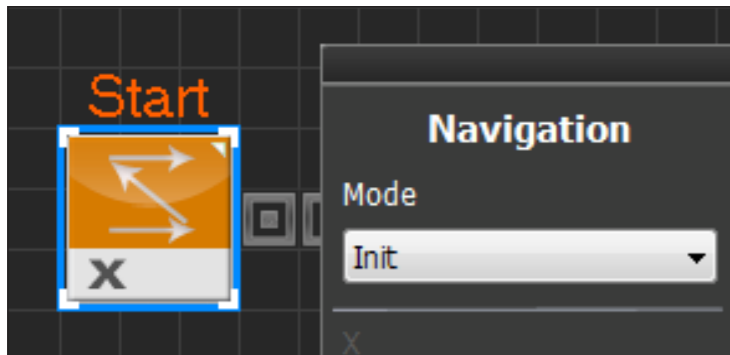 Start
X
Navigation
Mode
Init
X